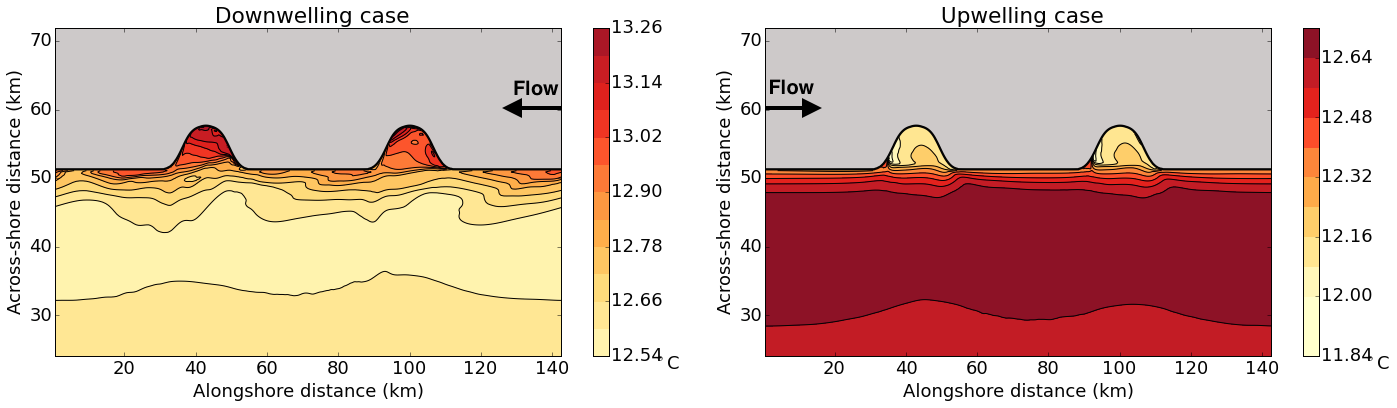 Downwelling case
Across-shore distance (km)
70
60
50
40
30
Flow
20 40 60 80 100 120 140
Alongshore distance (km)
13.26
13.14
13.02
12.90
12.78
12.66
12.54
°C
Upwelling case
Across-shore distance (km)
70
60
50
40
30
Flow
20 40 60 80 100 120 140
Alongshore distance (km)
12.64
12.48
12.32
12.16
12.00
11.84
°C